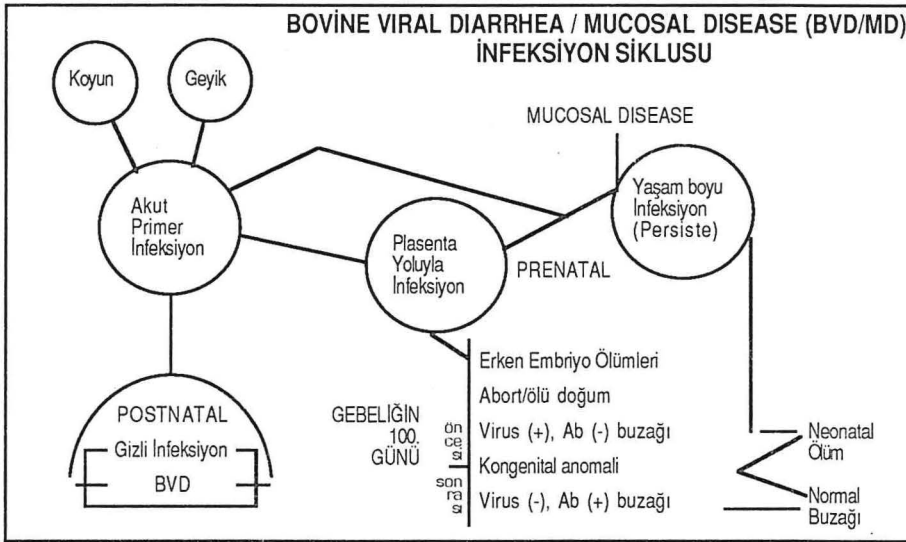 BOVİNE VIRAL DIARRHEA / MUCOSAL DISEASE (BVD/MD)
İNFEKSİYON SİKLUSU
Koyun
Geyik
MUCOSAL DISEASE
Akut
Primer
İnfeksiyon
Plasenta
Yoluyla
İnfeksiyon
Yaşam boyu
İnfeksiyon
(Persiste)
PRENATAL
POSTNATAL
Gizli İnfeksiyon
BVD
GEBELİĞİN
100.
GÜNÜ
ön
ce
si
son
ra
sı
Erken Embriyo Ölümleri
Abort/ölü doğum
Virus (+), Ab (-) buzağı
Kongenital anomali
Virus (-), Ab (+) buzağı
Neonatal
Ölüm
Normal
Buzağı